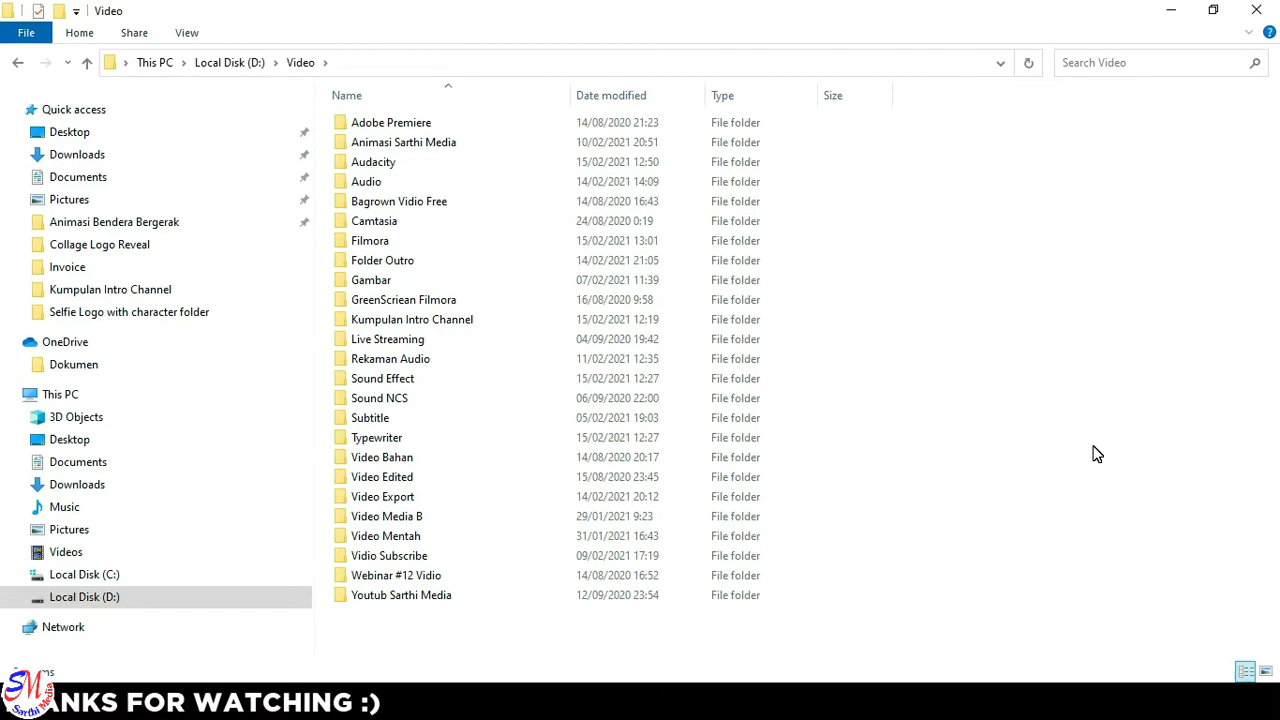 Video
File Home Share View
This PC Local Disk (D:) Video
Search Video
Name Date modified Type Size
Quick access
Desktop
Downloads
Documents
Pictures
Animasi Bendera Bergerak
Collage Logo Reveal
Invoice
Kumpulan Intro Channel
Selfie Logo with character folder
OneDrive
Dokumen
This PC
3D Objects
Desktop
Documents
Downloads
Music
Pictures
Videos
Local Disk (C:)
Local Disk (D:)
Network
Adobe Premiere 14/08/2020 21:23 File folder
Animasi Sarthi Media 10/02/2021 20:51 File folder
Audacity 15/02/2021 12:50 File folder
Audio 14/02/2021 14:09 File folder
Bagrown Vidio Free 14/08/2020 16:43 File folder
Camtasia 24/08/2020 0:19 File folder
Filmora 15/02/2021 13:01 File folder
Folder Outro 14/02/2021 21:05 File folder
Gambar 07/02/2021 11:39 File folder
GreenScriean Filmora 16/08/2020 9:58 File folder
Kumpulan Intro Channel 15/02/2021 12:19 File folder
Live Streaming 04/09/2020 19:42 File folder
Rekaman Audio 11/02/2021 12:35 File folder
Sound Effect 15/02/2021 12:27 File folder
Sound NCS 06/09/2020 22:00 File folder
Subtitle 05/02/2021 19:03 File folder
Typewriter 15/02/2021 12:27 File folder
Video Bahan 14/08/2020 20:17 File folder
Video Edited 15/08/2020 23:45 File folder
Video Export 14/02/2021 20:12 File folder
Video Media B 29/01/2021 9:23 File folder
Video Mentah 31/01/2021 16:43 File folder
Vidio Subscribe 09/02/2021 17:19 File folder
Webinar #12 Vidio 14/08/2020 16:52 File folder
Youtub Sarthi Media 12/09/2020 23:54 File folder
SM
Sarthi Media
ANKS FOR WATCHING :)